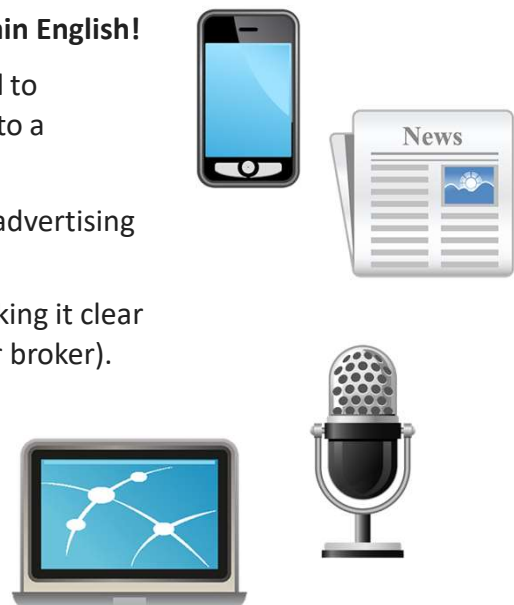 in English!
to
to a
News
advertising
king it clear
broker).